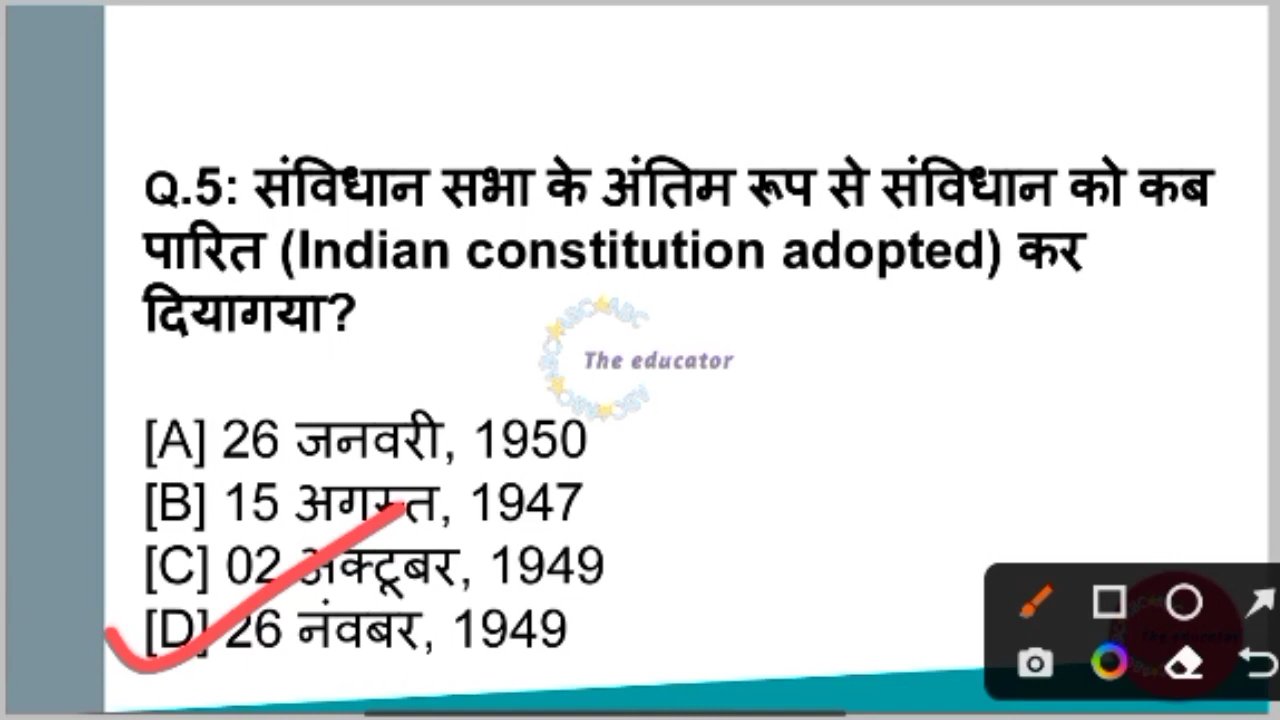 Q.5: संविधान सभा के अंतिम रूप से संविधान को कब
पारित (Indian constitution adopted) कर
दियागया?
The educator
[A] 26 जनवरी, 1950
[B] 15 अगस्त, 1947
[C] 02 अक्टूबर, 1949
[D] 26 नंवबर, 1949